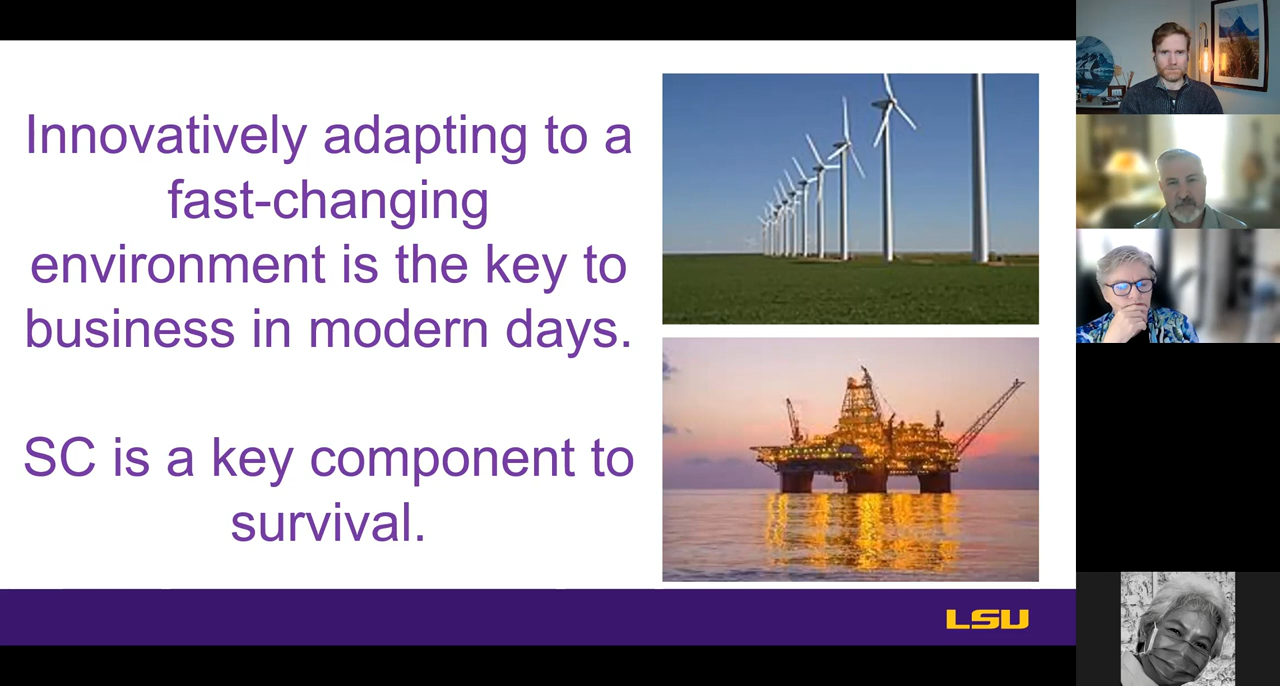 Innovatively adapting to a
fast-changing
environment is the key to
business in modern days.
SC is a key component to
survival.
LSU